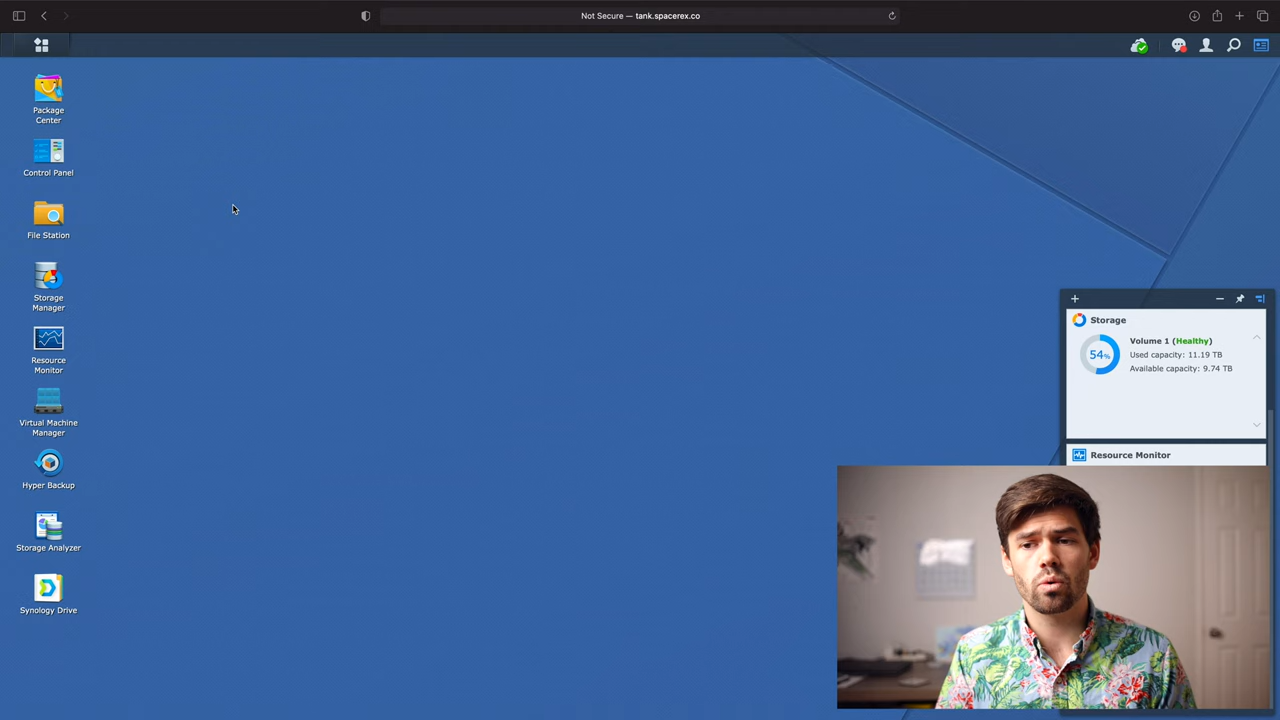 Not Secure — tank.spacerex.co
Package
Center
Control Panel
File Station
Storage
Manager
Resource
Monitor
Virtual Machine
Manager
Hyper Backup
Storage Analyzer
Synology Drive
Storage
54%
Volume 1 (Healthy)
Used capacity: 11.19 TB
Available capacity: 9.74 TB
Resource Monitor